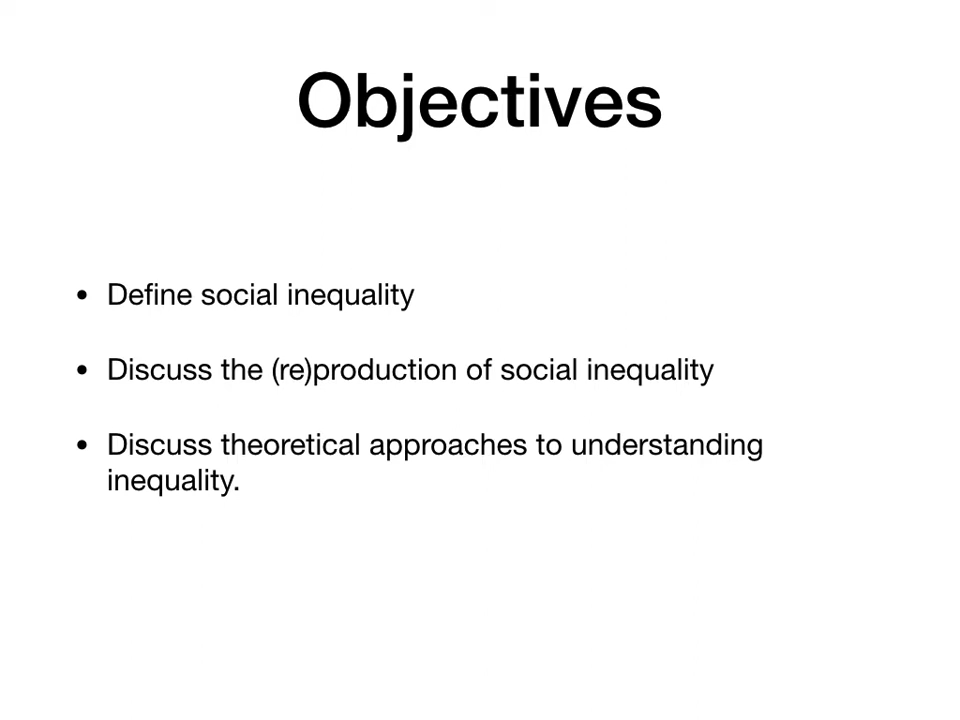 Objectives
• Define social inequality
• Discuss the (re)production of social inequality
• Discuss theoretical approaches to understanding
inequality.